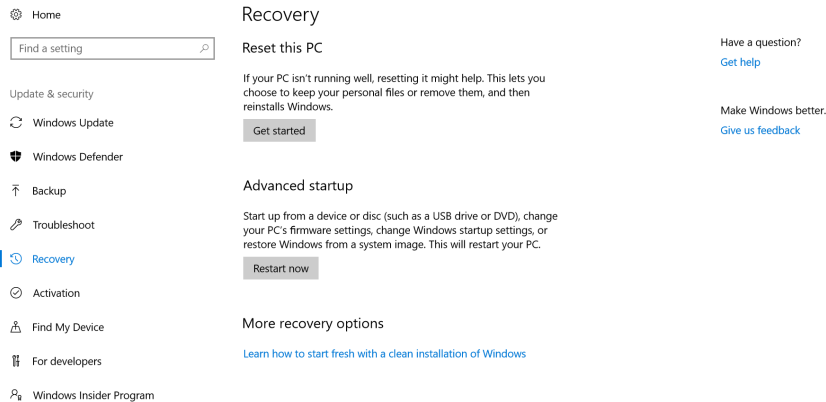 Home
Find a setting
Update & security
Windows Update
Windows Defender
Backup
Troubleshoot
Recovery
Activation
Find My Device
For developers
Windows Insider Program
Recovery
Reset this PC
If your PC isn't running well, resetting it might help. This lets you
choose to keep your personal files or remove them, and then
reinstalls Windows.
Get started
Advanced startup
Start up from a device or disc (such as a USB drive or DVD), change
your PC's firmware settings, change Windows startup settings, or
restore Windows from a system image. This will restart your PC.
Restart now
More recovery options
Learn how to start fresh with a clean installation of Windows
Have a question?
Get help
Make Windows better.
Give us feedback